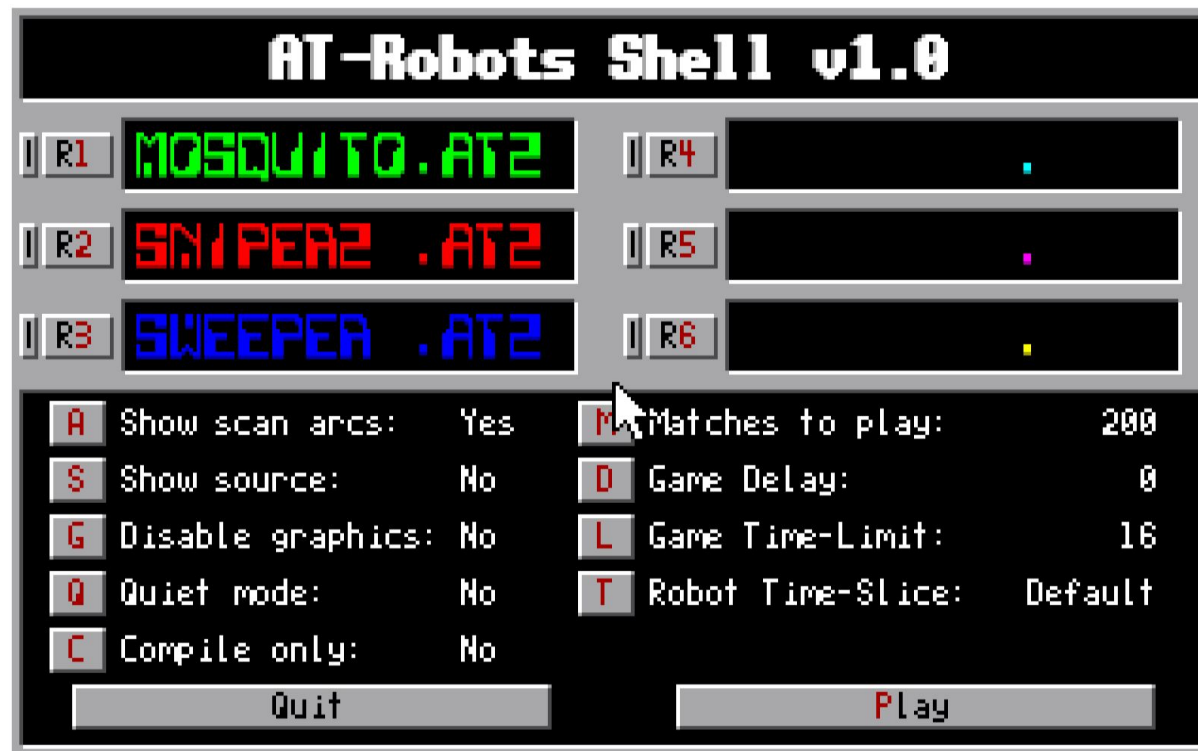 AT-Robots Shell v1.0
R1 MOSQUITO.AT2
R2 SNIPER2 .AT2
R3 SWEEPER .AT2
R4 .
R5 .
R6 .
A Show scan arcs: Yes
S Show source: No
G Disable graphics: No
Q Quiet mode: No
C Compile only: No
M Matches to play: 200
D Game Delay: 0
L Game Time-Limit: 16
T Robot Time-Slice: Default
Quit
Play